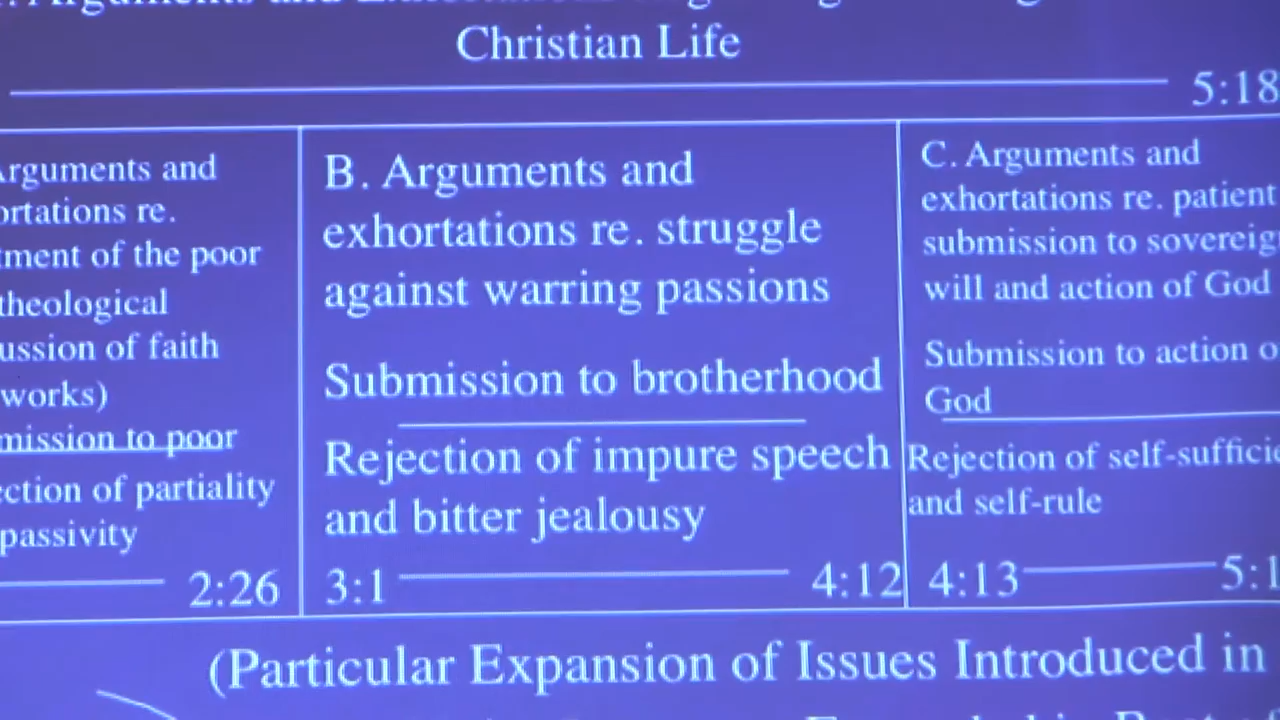 Arguments and
Christian Life
5:18
Arguments and
ortations re.
tment of the poor
theological
ussion of faith
works)
mission to poor
ction of partiality
passivity
2:26
B. Arguments and
exhortations re. struggle
against warring passions
Submission to brotherhood
Rejection of impure speech
and bitter jealousy
3:1 4:12
C. Arguments and
exhortations re. patient
submission to sovereig
will and action of God
Submission to action o
God
Rejection of self-suffici
and self-rule
4:13 5:1
(Particular Expansion of Issues Introduced in